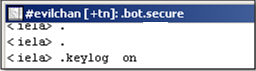 #evilchan [+tn]: .bot.secure
<iela> .
<iela> .
<iela> .keylog on